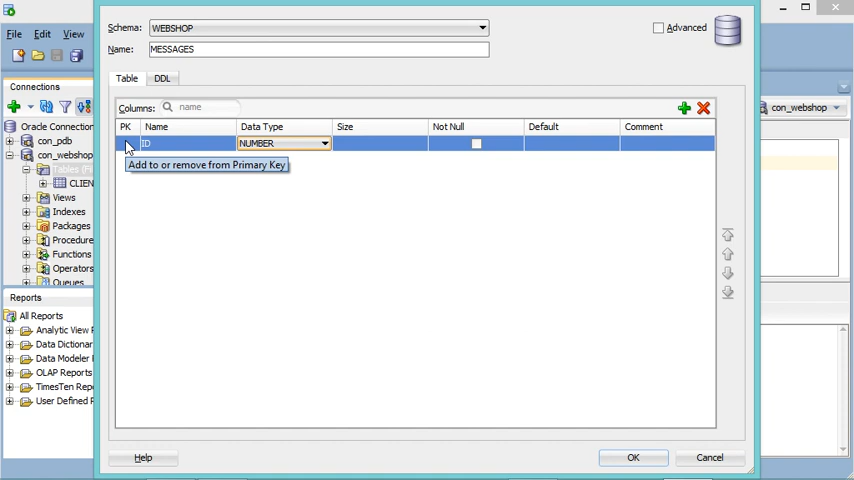 Schema:
WEBSHOP
Advanced
Name:
MESSAGES
File Edit View
Table DDL
Connections
Columns:
name
con_webshop
PK Name Data Type Size Not Null Default Comment
Oracle Connection
con_pdb
ID NUMBER
con_webshop
Add to or remove from Primary Key
Tables (Fi
CLIEN
Views
Indexes
Packages
Procedure
Functions
Operators
Queues
Reports
All Reports
Analytic View R
Data Dictionar
Data Modeler R
OLAP Reports
TimesTen Repo
User Defined R
Help
OK
Cancel